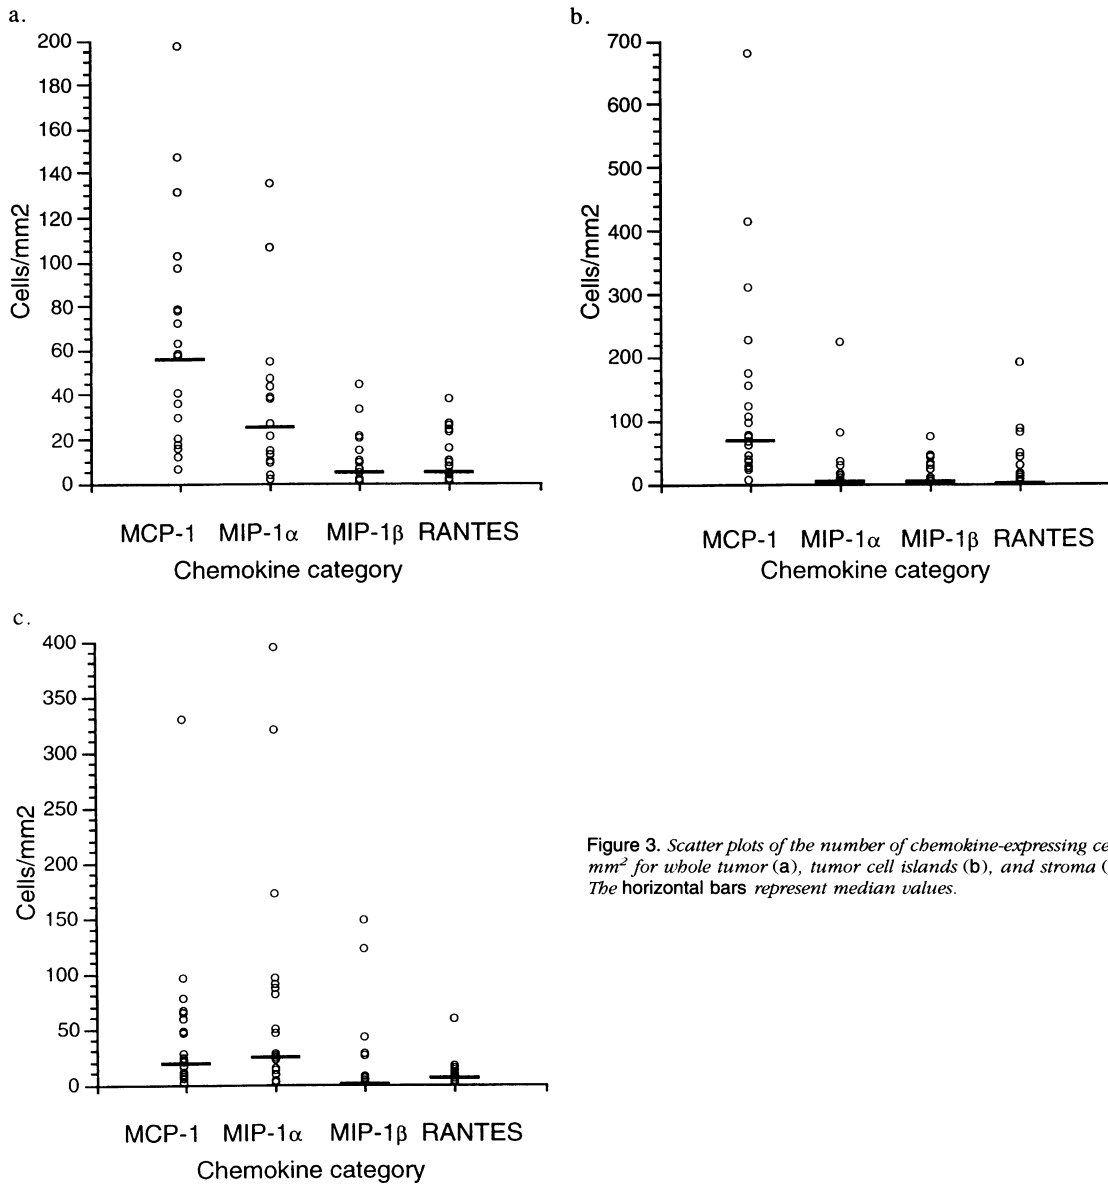 a.
200
180
160
140
120
100
80
60
40
20
0
Cells/mm2
MCP-1 MIP-1α MIP-1β RANTES
Chemokine category
b.
700
600
500
400
300
200
100
0
Cells/mm2
MCP-1 MIP-1α MIP-1β RANTES
Chemokine category
c.
400
350
300
250
200
150
100
50
0
Cells/mm2
MCP-1 MIP-1α MIP-1β RANTES
Chemokine category
Figure 3. Scatter plots of the number of chemokine-expressing ce
mm² for whole tumor (a), tumor cell islands (b), and stroma (
The horizontal bars represent median values.